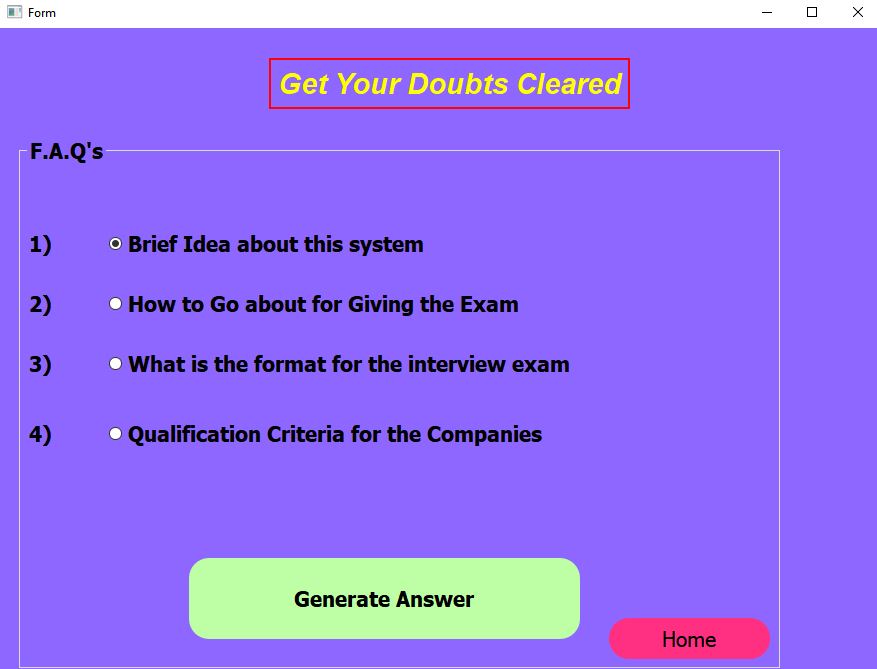 Form
Get Your Doubts Cleared
F.A.Q's
1) Brief Idea about this system
2) How to Go about for Giving the Exam
3) What is the format for the interview exam
4) Qualification Criteria for the Companies
Generate Answer
Home